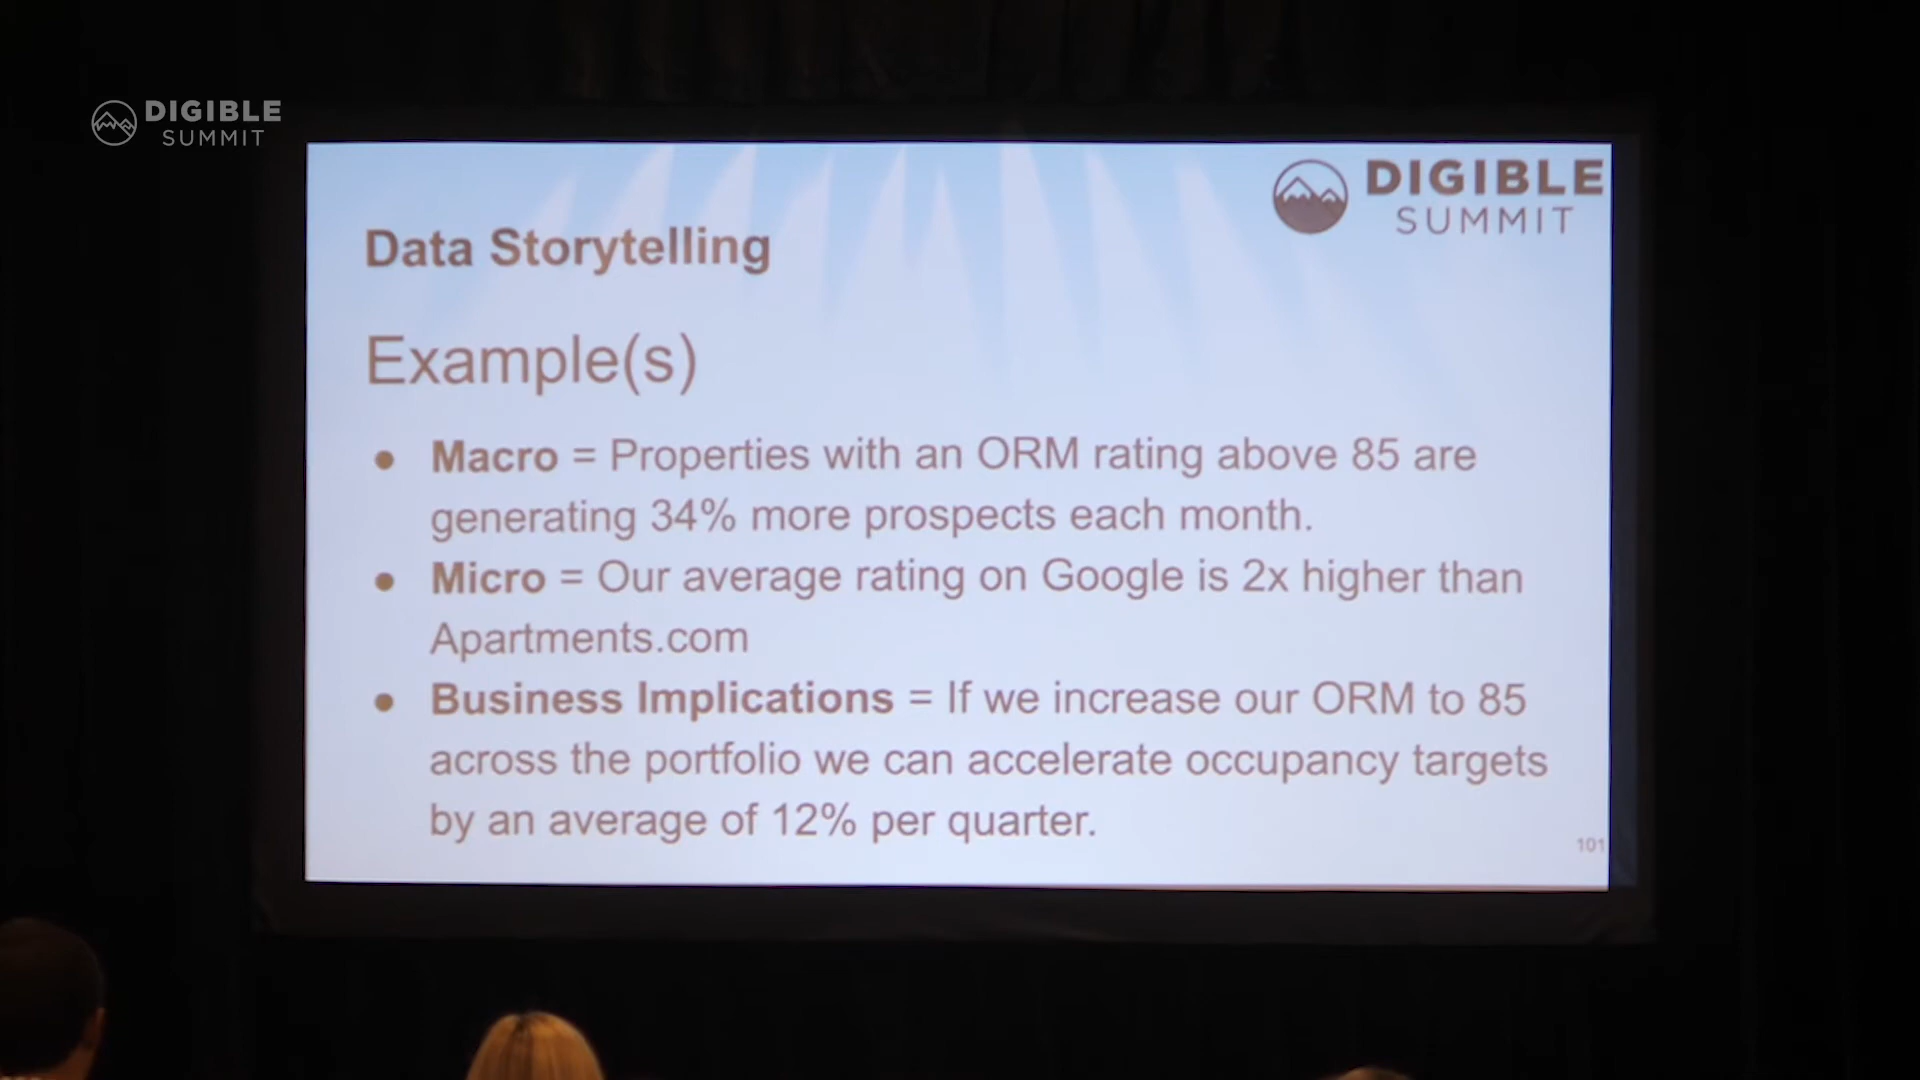 DIGIBLE
SUMMIT
DIGIBLE
SUMMIT
Data Storytelling
Example(s)
● Macro = Properties with an ORM rating above 85 are
generating 34% more prospects each month.
● Micro = Our average rating on Google is 2x higher than
Apartments.com
● Business Implications = If we increase our ORM to 85
across the portfolio we can accelerate occupancy targets
by an average of 12% per quarter.
101